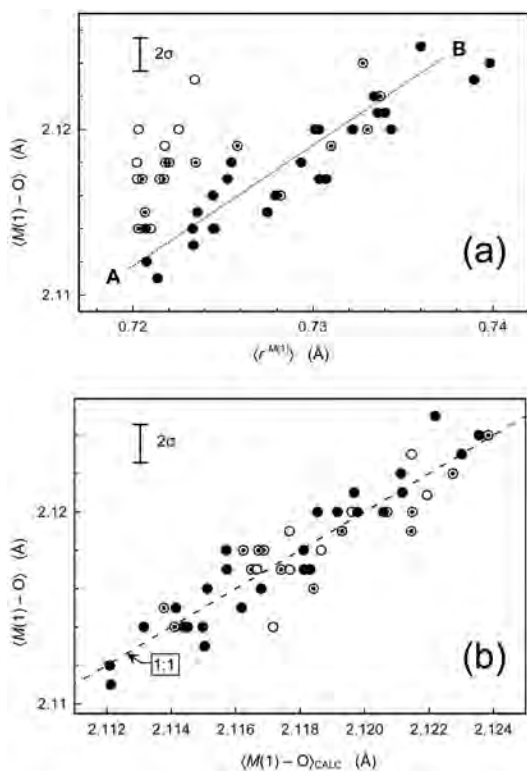 2σ
B
2.12
⟨M(1) – O⟩ (Å)
(a)
A
2.11
0.72 0.73 0.74
⟨r M(1)⟩ (Å)
2σ
2.12
⟨M(1) – O⟩ (Å)
1:1
(b)
2.11
2.112 2.114 2.116 2.118 2.120 2.122 2.124
⟨M(1) – O⟩CALC (Å)